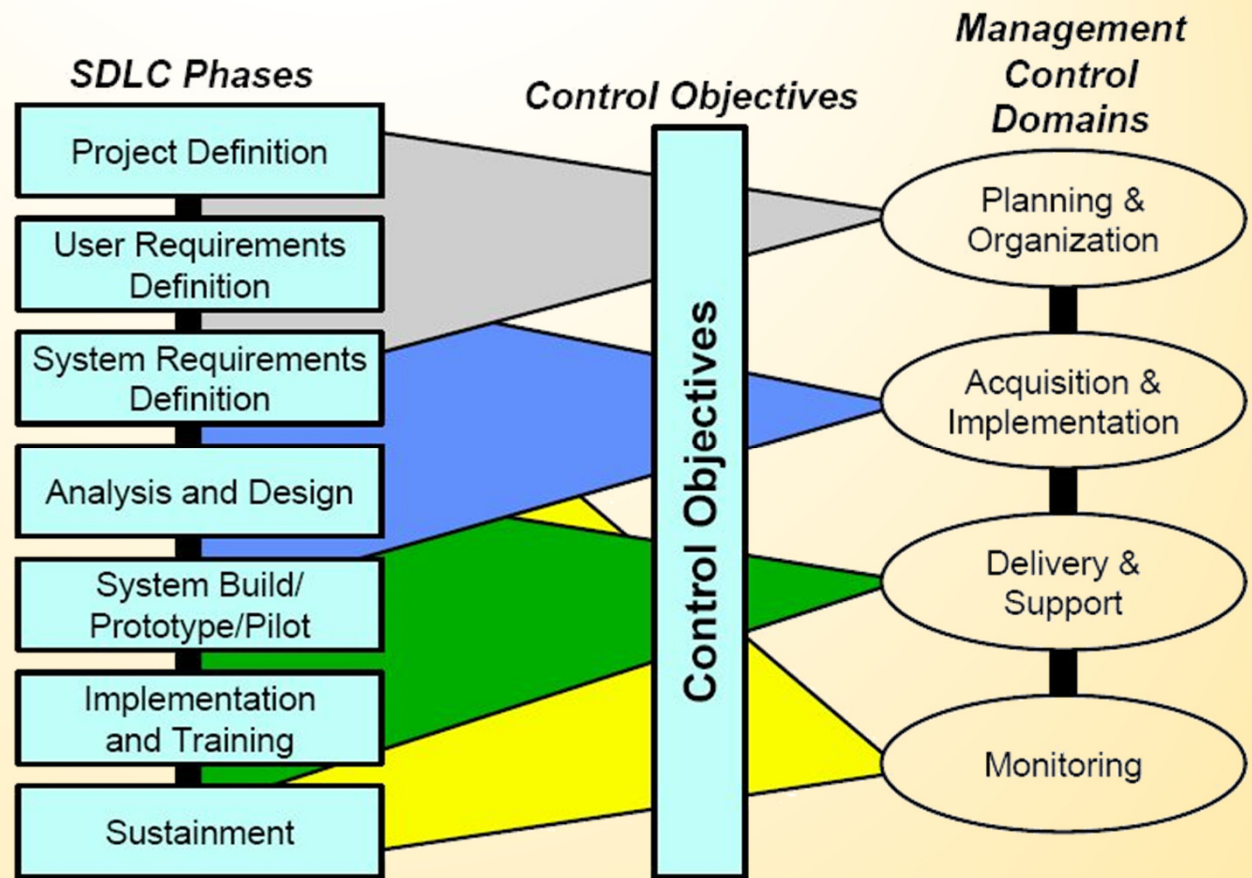 SDLC Phases
Project Definition
User Requirements
Definition
System Requirements
Definition
Analysis and Design
System Build/
Prototype/Pilot
Implementation
and Training
Sustainment
Control Objectives
Control Objectives
Management
Control
Domains
Planning &
Organization
Acquisition &
Implementation
Delivery &
Support
Monitoring